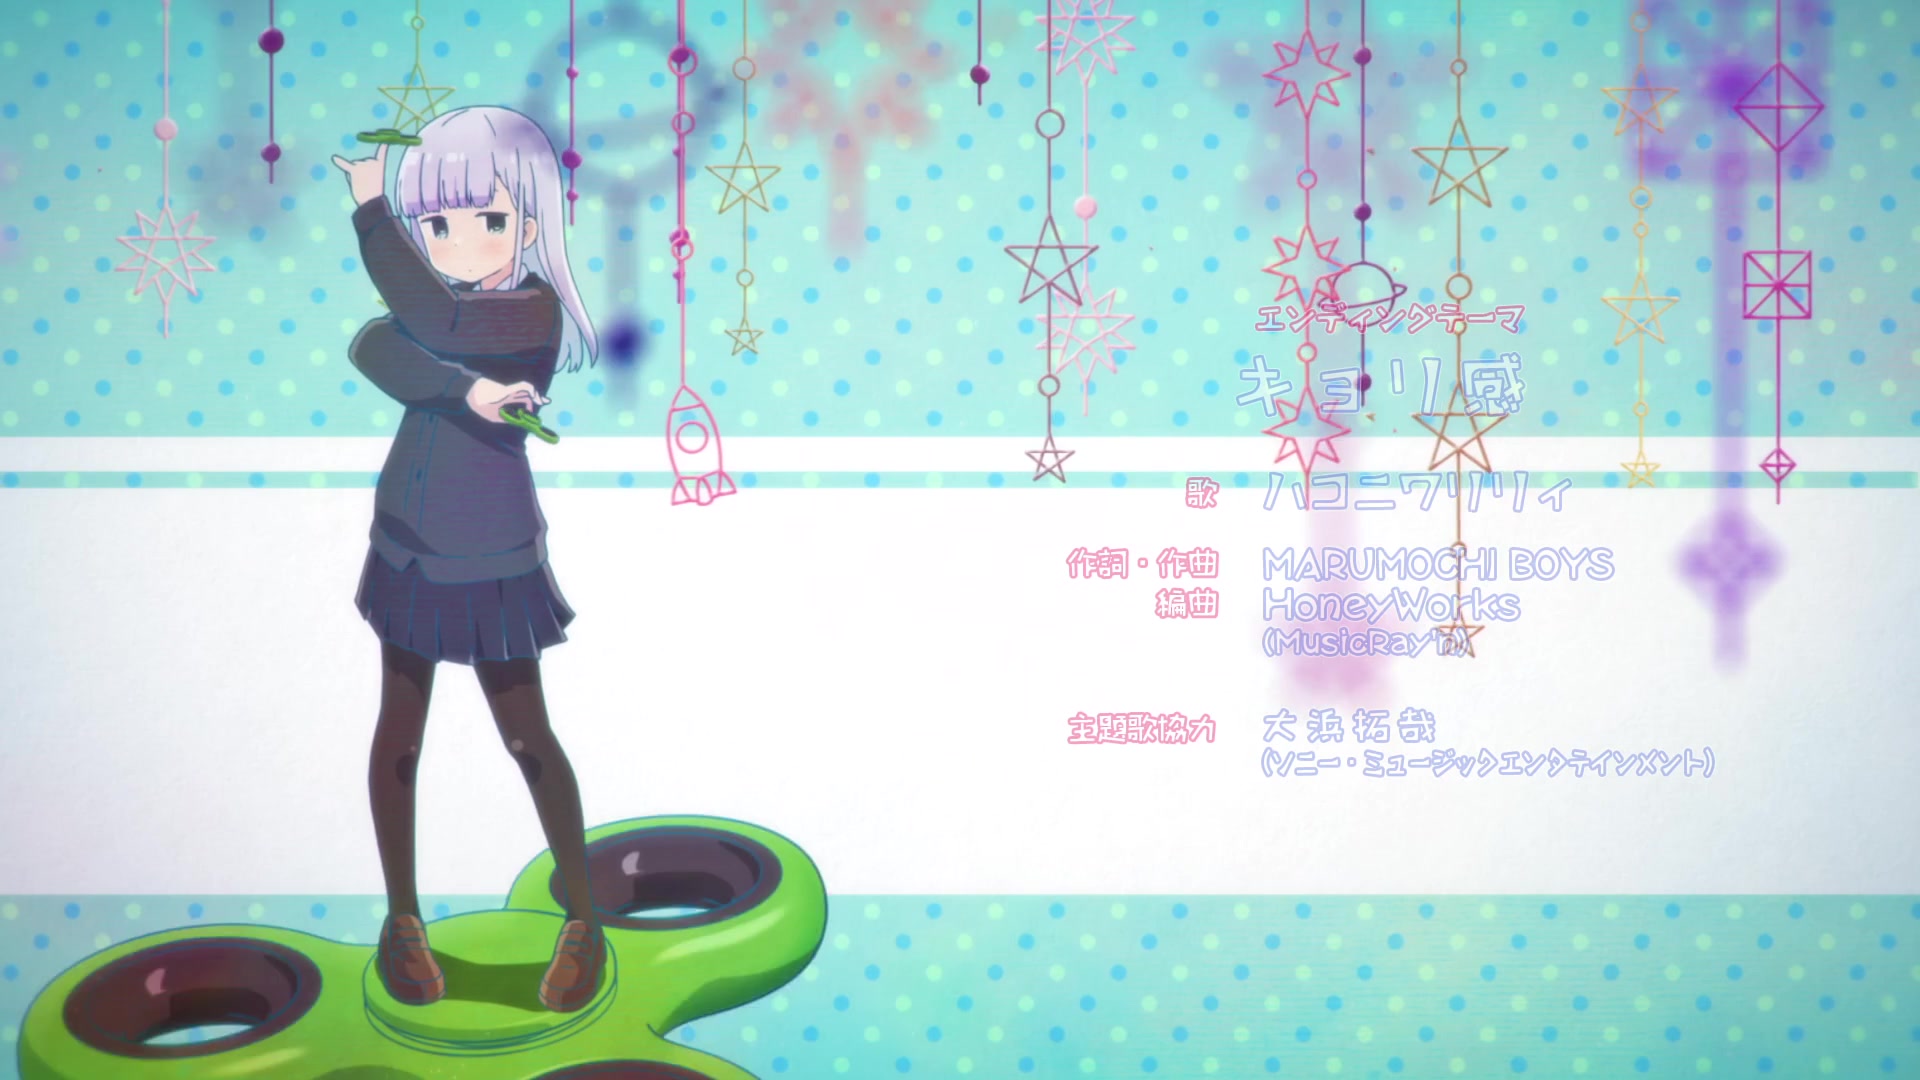 エンディングテーマ
キョリ感
歌 ハコニワリリィ
作詞・作曲 MARUMOCHI BOYS
編曲 HoneyWorks
(MusicRay'n)
主題歌協力 大浜拓哉
(ソニー・ミュージックエンタテインメント)